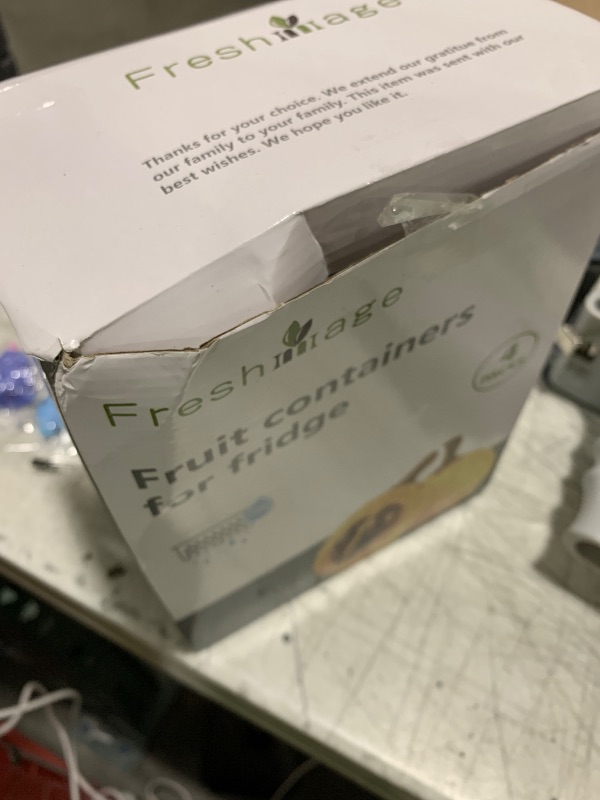 Freshmage
Thanks for your choice. We extend our gratitue from
our family to your family. This item was sent with our
best wishes. We hope you like it.
Freshmage
Fruit containers
for fridge
4